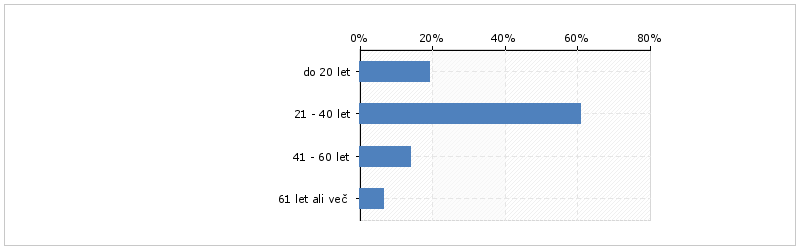 0% 20% 40% 60% 80%
do 20 let
21 - 40 let
41 - 60 let
61 let ali več